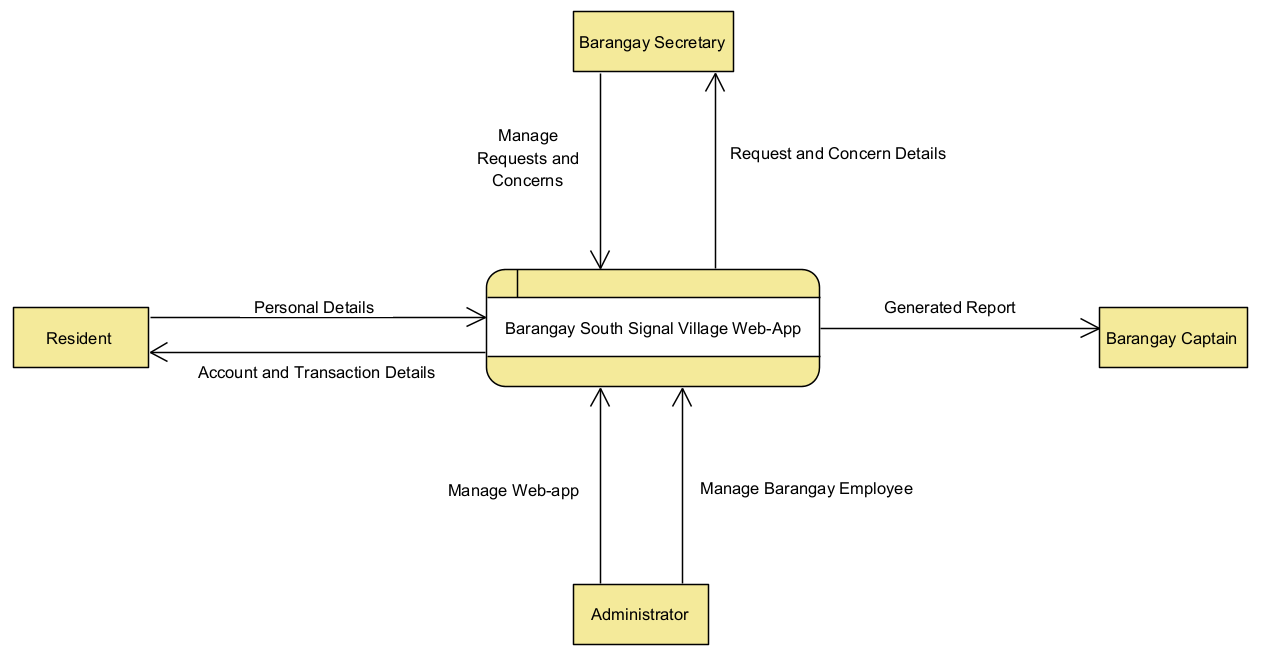 Barangay Secretary
Manage
Requests and
Concerns
Request and Concern Details
Personal Details
Generated Report
Resident
Barangay South Signal Village Web-App
Barangay Captain
Account and Transaction Details
Manage Web-app
Manage Barangay Employee
Administrator